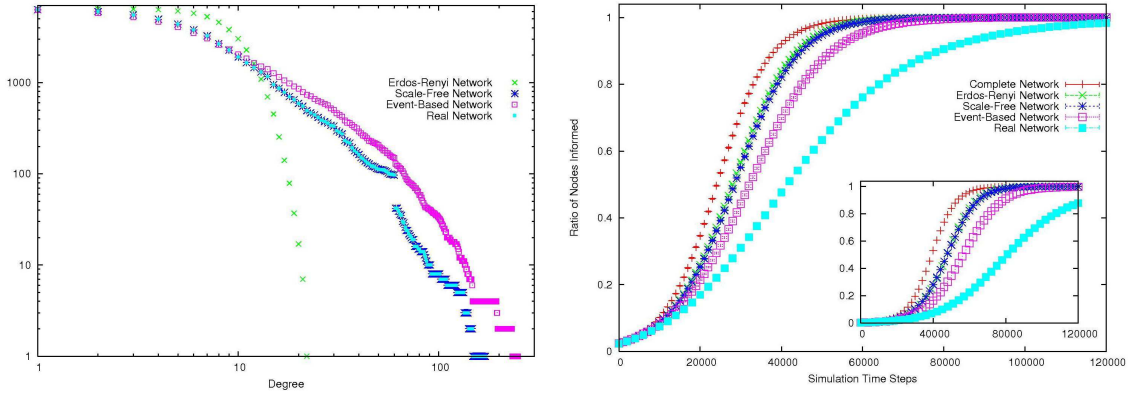 1000
100
10
1
1
10
100
Degree
Erdos-Renyi Network
Scale-Free Network
Event-Based Network
Real Network
Ratio of Nodes Informed
1
0.8
0.6
0.4
0.2
0
0
20000
40000
60000
80000
100000
120000
Simulation Time Steps
Complete Network
Erdos-Renyi Network
Scale-Free Network
Event-Based Network
Real Network
1
0.8
0.6
0.4
0.2
0
40000
80000
120000